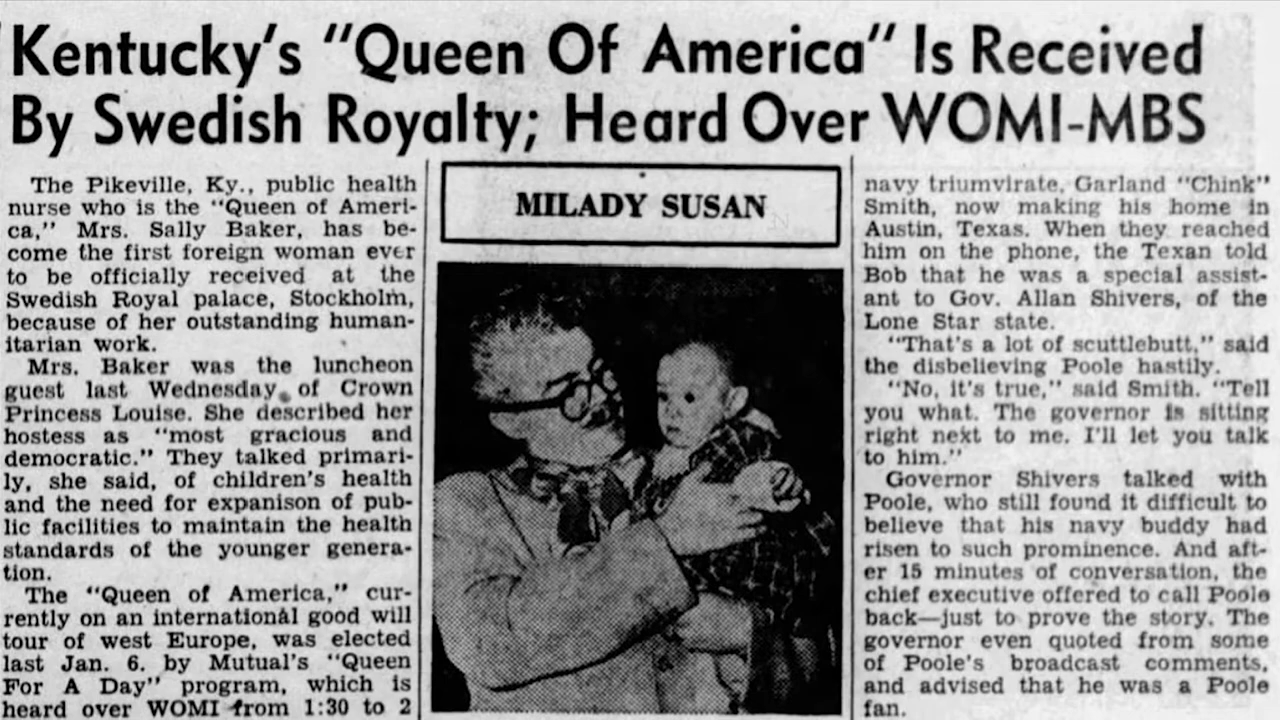 Kentucky's "Queen Of America" Is Received
By Swedish Royalty; Heard Over WOMI-MBS
The Pikeville, Ky., public health
nurse who is the "Queen of Ameri-
ca," Mrs. Sally Baker, has be-
come the first foreign woman ever
to be officially received at the
Swedish Royal palace, Stockholm,
because of her outstanding human-
itarian work.
Mrs. Baker was the luncheon
guest last Wednesday of Crown
Princess Louise. She described her
hostess as "most gracious and
democratic." They talked primari-
ly, she said, of children's health
and the need for expanison of pub-
lic facilities to maintain the health
standards of the younger genera-
tion.
The "Queen of America," cur-
rently on an international good will
tour of west Europe, was elected
last Jan. 6. by Mutual's "Queen
For A Day" program, which is
heard over WOMI from 1:30 to 2
MILADY SUSAN
navy triumvirate, Garland "Chink"
Smith, now making his home in
Austin, Texas. When they reached
him on the phone, the Texan told
Bob that he was a special assist-
ant to Gov. Allan Shivers, of the
Lone Star state.
"That's a lot of scuttlebutt," said
the disbelieving Poole hastily.
"No, it's true," said Smith. "Tell
you what. The governor is sitting
right next to me. I'll let you talk
to him."
Governor Shivers talked with
Poole, who still found it difficult to
believe that his navy buddy had
risen to such prominence. And aft-
er 15 minutes of conversation, the
chief executive offered to call Poole
back—just to prove the story. The
governor even quoted from some
of Poole's broadcast comments,
and advised that he was a Poole
fan.